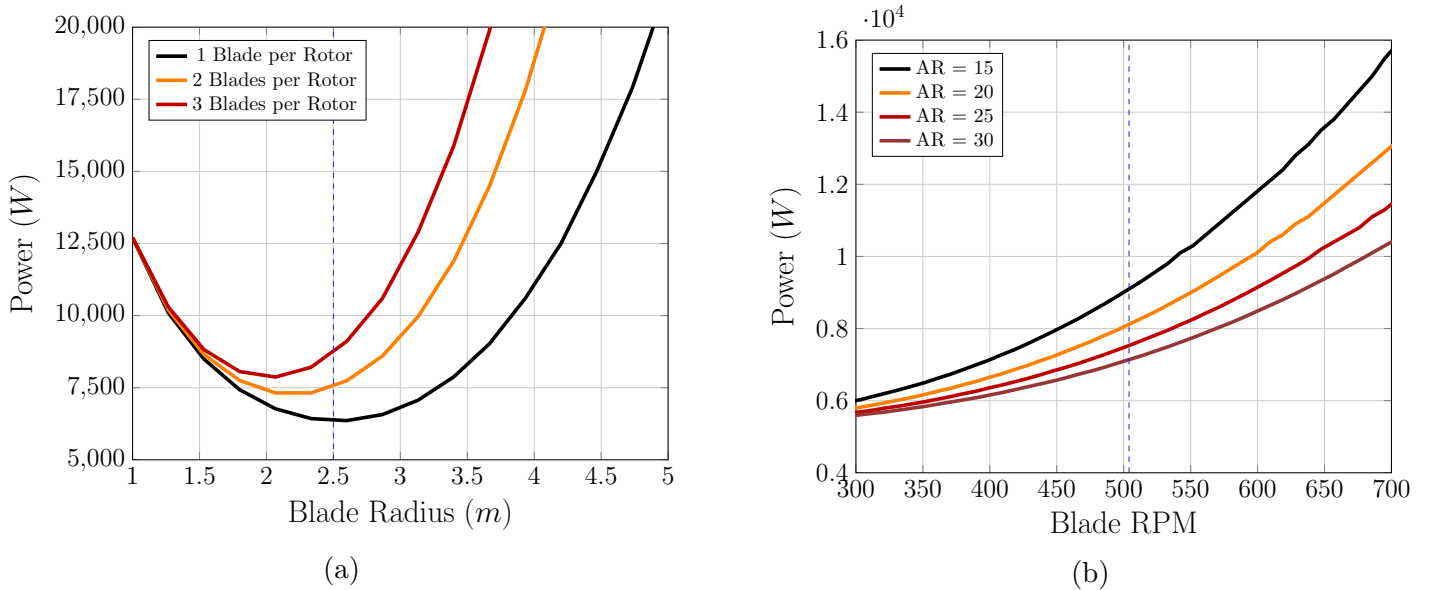 20,000
17,500
15,000
12,500
10,000
7,500
5,000
Power (W)
1 Blade per Rotor
2 Blades per Rotor
3 Blades per Rotor
1 1.5 2 2.5 3 3.5 4 4.5 5
Blade Radius (m)
(a)
·10⁴
1.6
1.4
1.2
1
0.8
0.6
0.4
Power (W)
AR = 15
AR = 20
AR = 25
AR = 30
300 350 400 450 500 550 600 650 700
Blade RPM
(b)